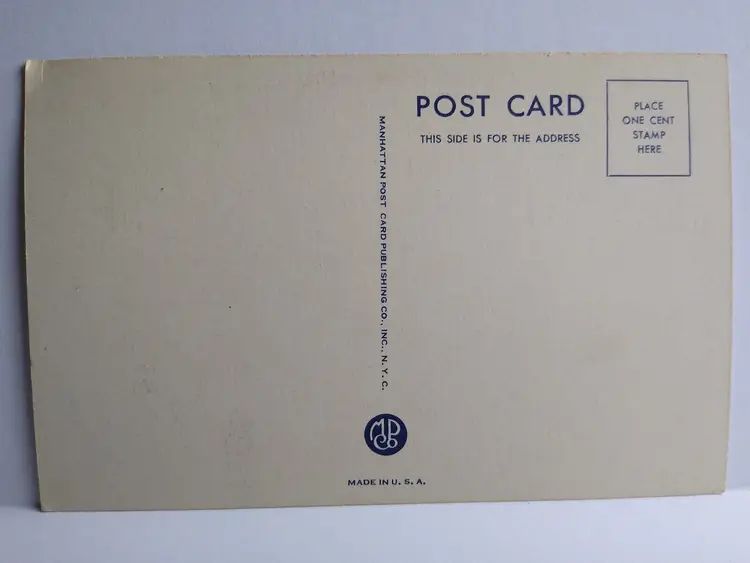 POST CARD
THIS SIDE IS FOR THE ADDRESS
PLACE
ONE CENT
STAMP
HERE
MANHATTAN POST CARD PUBLISHING CO., INC., N. Y. C.
MPCo
MADE IN U. S. A.